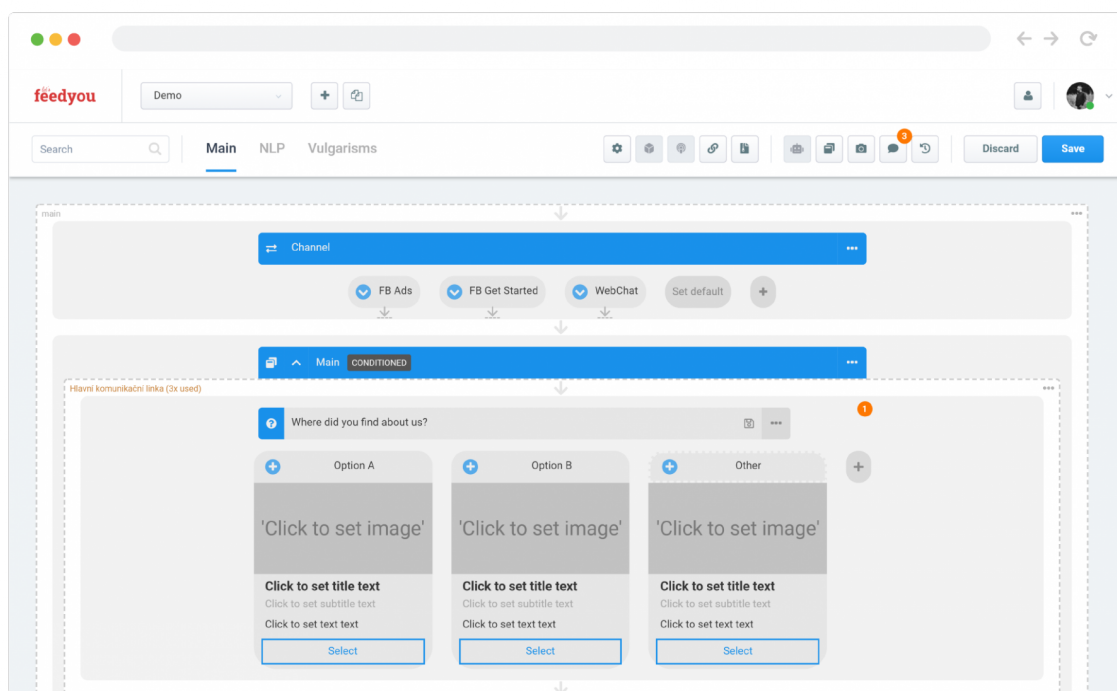 feedyou
Demo
Search
Main NLP Vulgarisms
3
Discard Save
main
Channel
FB Ads FB Get Started WebChat Set default
Main CONDITIONED
Hlavní komunikační linka (3x used)
Where did you find about us?
1
Option A Option B Other
'Click to set image' 'Click to set image' 'Click to set image'
Click to set title text Click to set title text Click to set title text
Click to set subtitle text Click to set subtitle text Click to set subtitle text
Click to set text text Click to set text text Click to set text text
Select Select Select